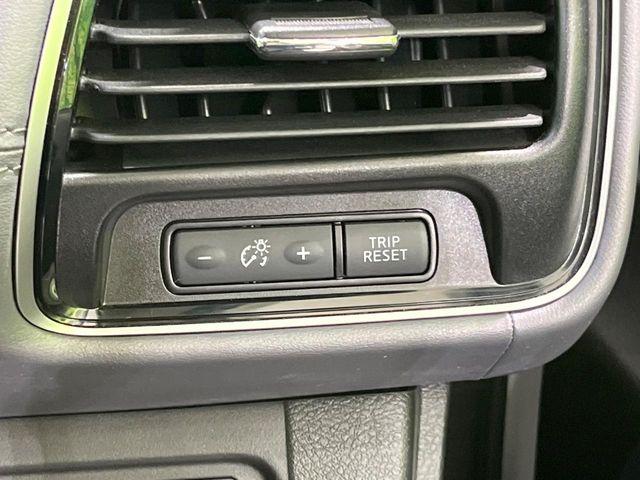 - +
TRIP
RESET